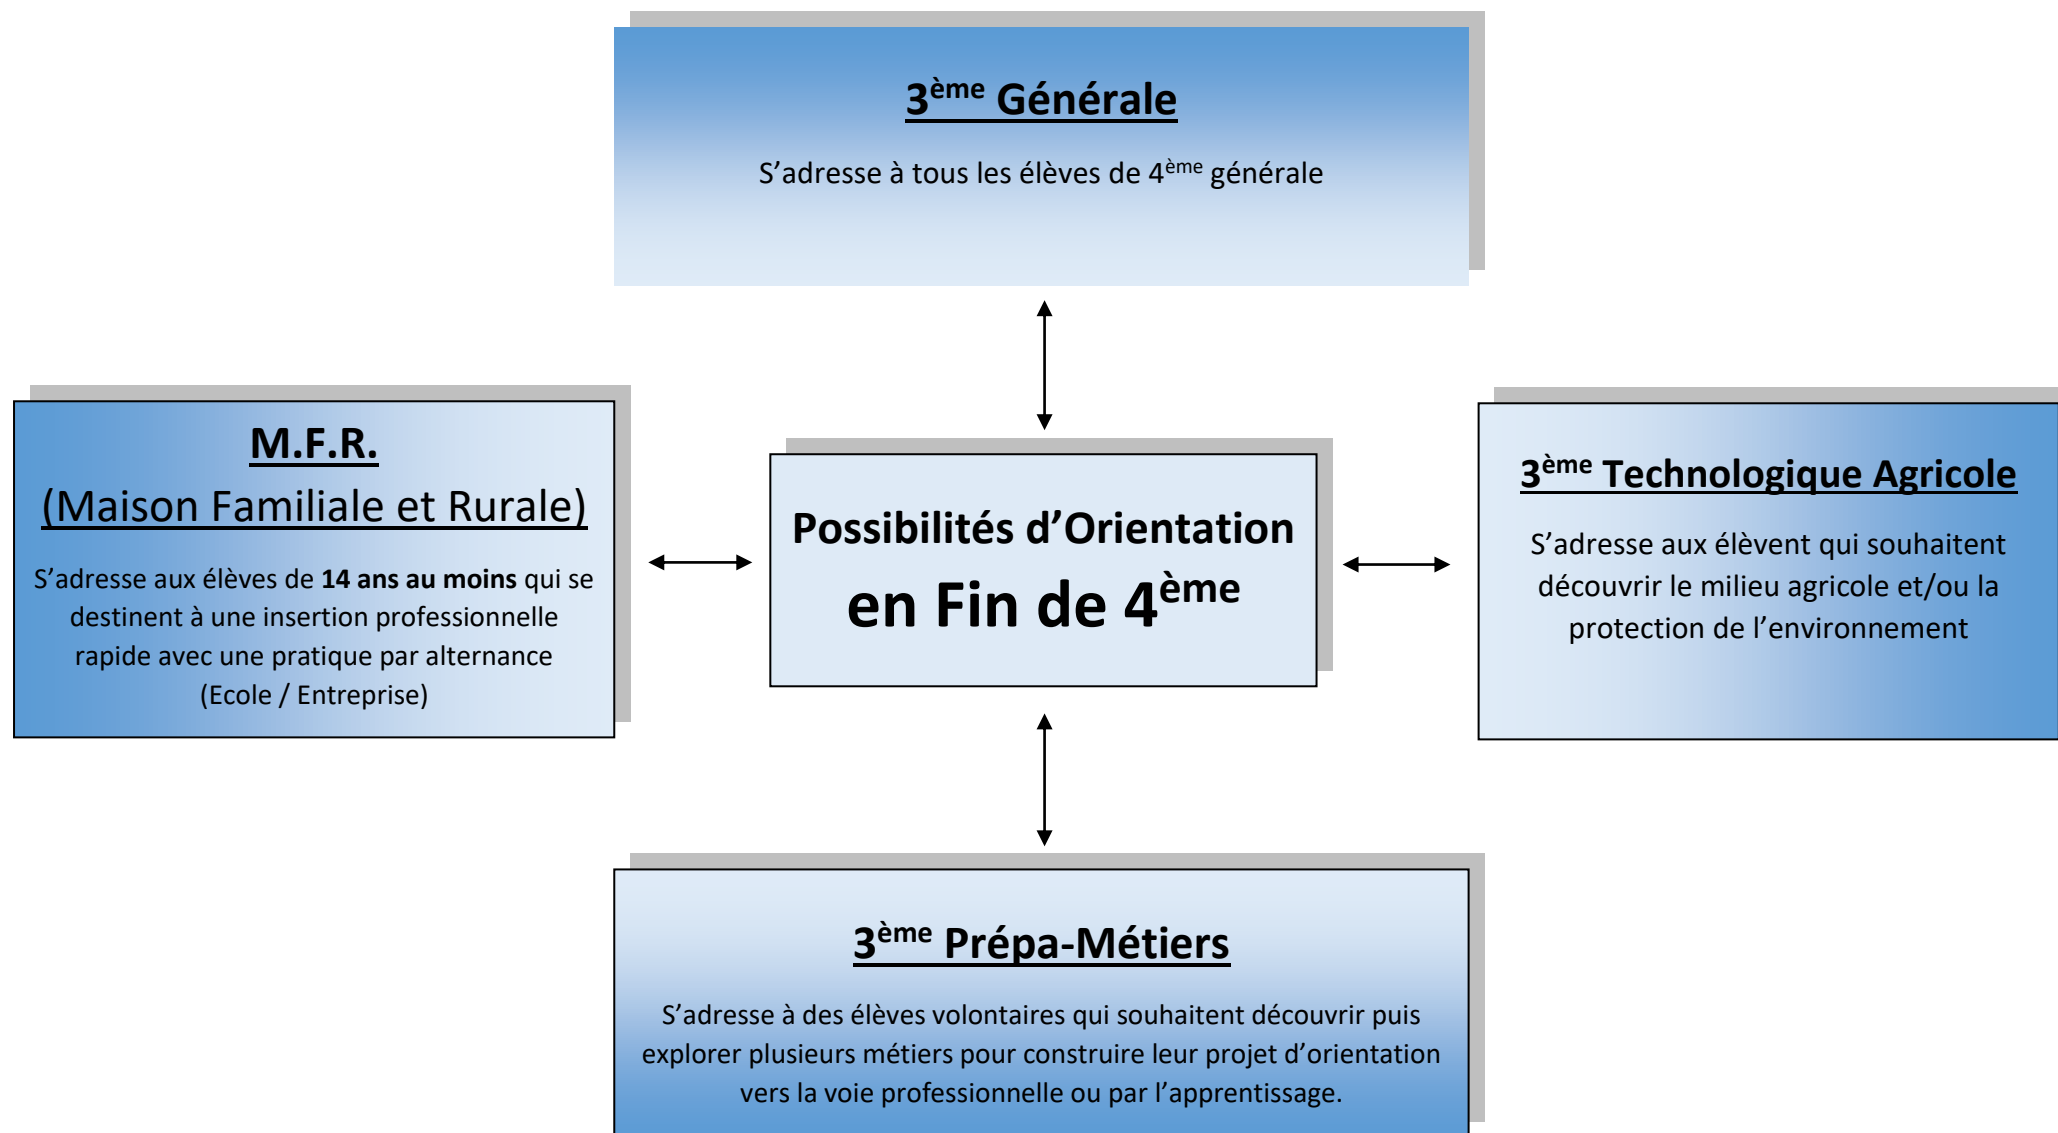 3ème Générale
S’adresse à tous les élèves de 4ème générale
M.F.R.
(Maison Familiale et Rurale)
S’adresse aux élèves de 14 ans au moins qui se
destinent à une insertion professionnelle
rapide avec une pratique par alternance
(Ecole / Entreprise)
Possibilités d’Orientation
en Fin de 4ème
3ème Technologique Agricole
S’adresse aux élèvent qui souhaitent
découvrir le milieu agricole et/ou la
protection de l’environnement
3ème Prépa-Métiers
S’adresse à des élèves volontaires qui souhaitent découvrir puis
explorer plusieurs métiers pour construire leur projet d’orientation
vers la voie professionnelle ou par l’apprentissage.